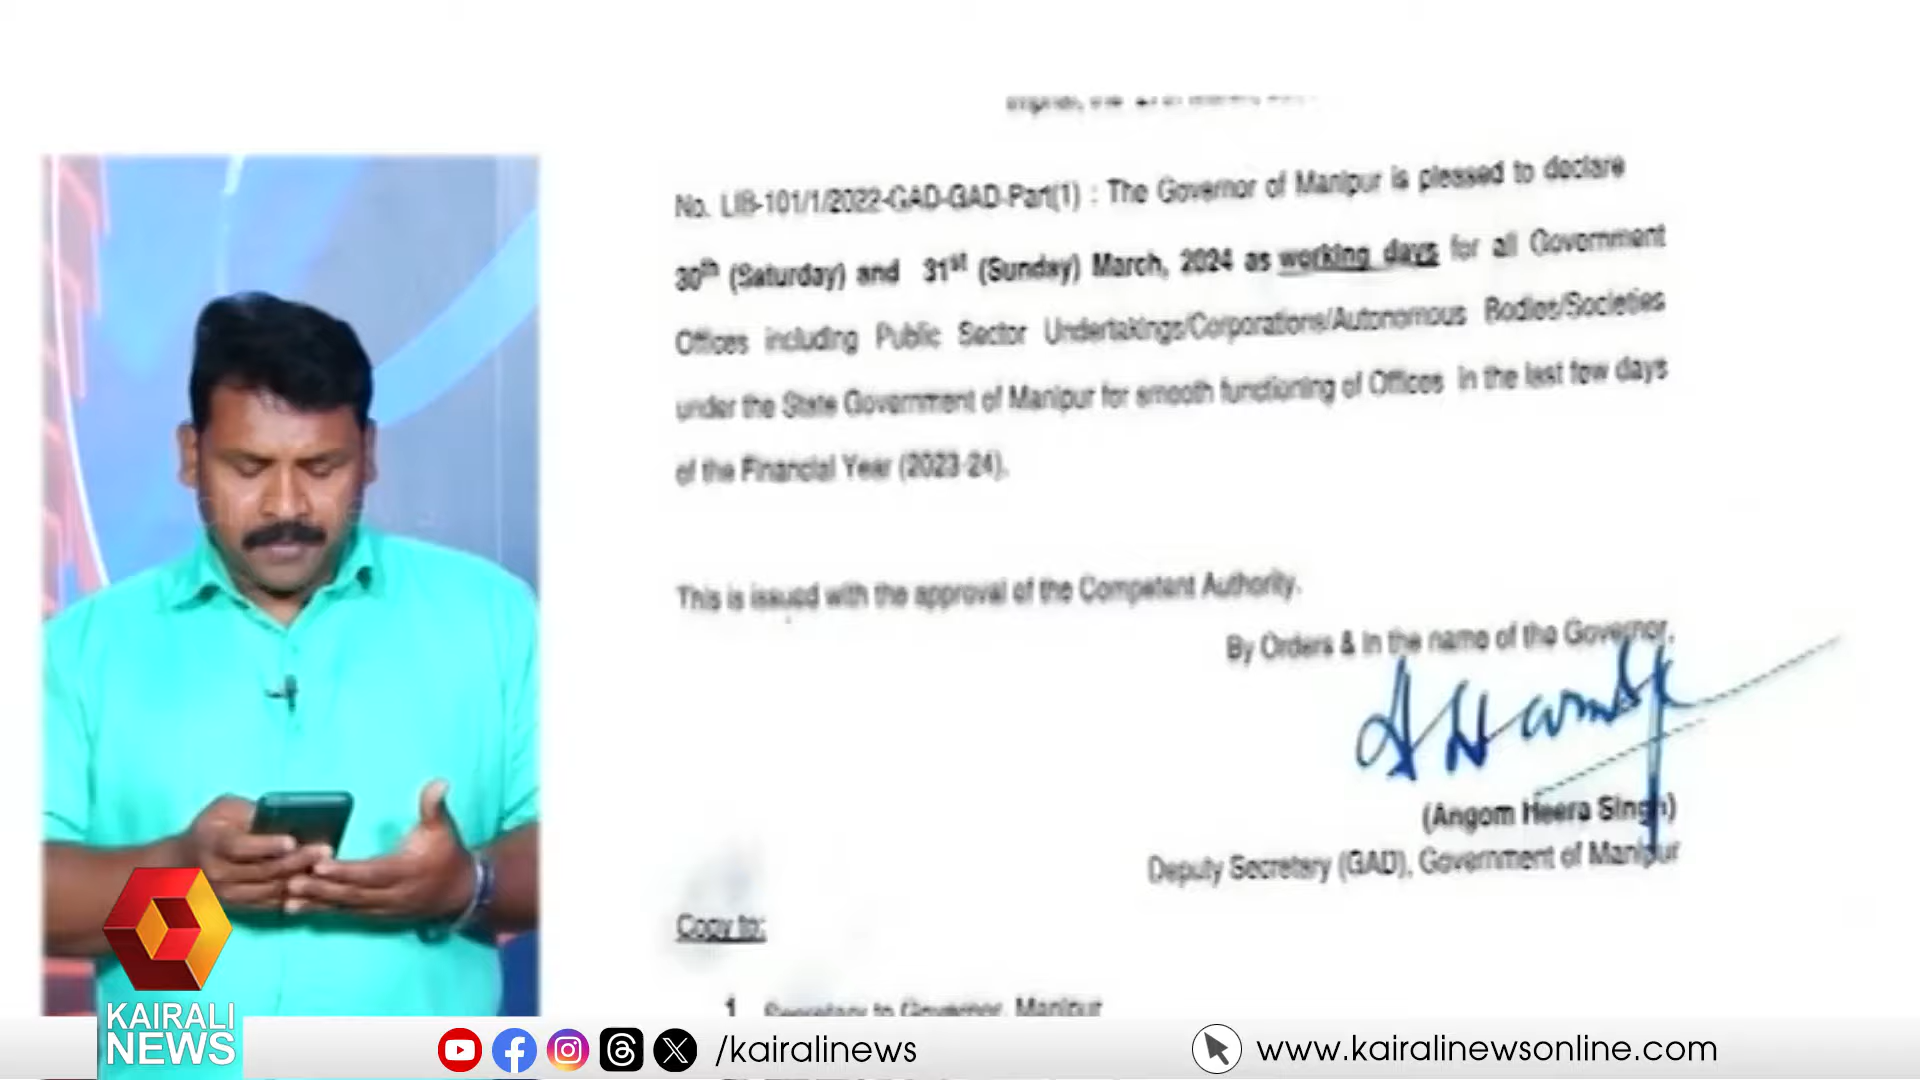 No. LIB-101/1/2022-GAD-GAD-Part(1) : The Governor of Manipur is pleased to declare
30th (Saturday) and 31st (Sunday) March, 2024 as working days for all Government
Offices including Public Sector Undertakings/Corporations/Autonomous Bodies/Societies
under the State Government of Manipur for smooth functioning of Offices in the last few days
of the Financial Year (2023-24).
This is issued with the approval of the Competent Authority.
By Orders & in the name of the Governor,
(Angom Heera Singh)
Deputy Secretary (GAD), Government of Manipur
Copy to:
1. Secretary to Governor, Manipur
KAIRALI
NEWS
/kairalinews
www.kairalinewsonline.com